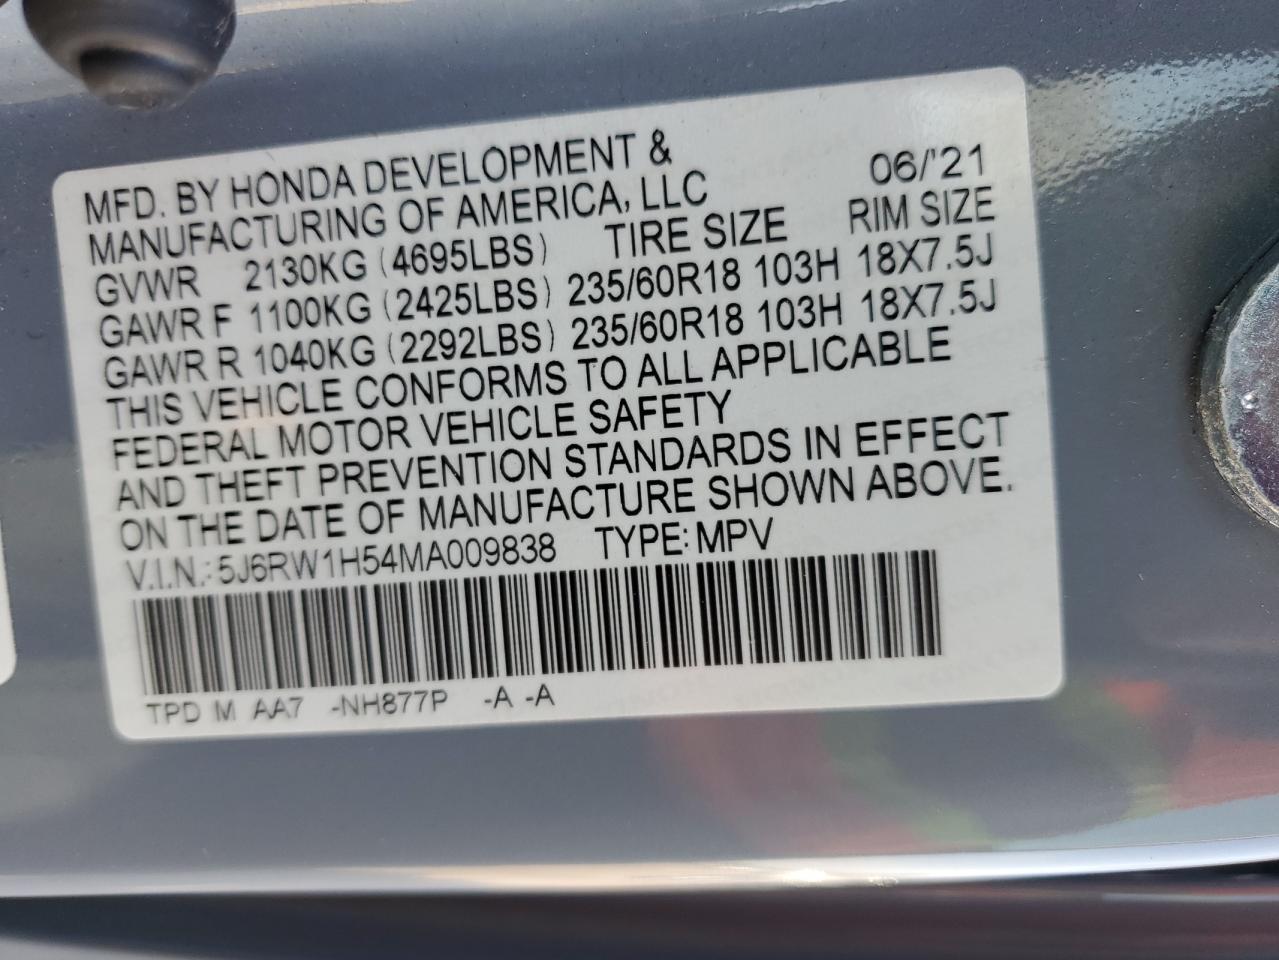 MFD. BY HONDA DEVELOPMENT & 06/'21
MANUFACTURING OF AMERICA, LLC RIM SIZE
GVWR 2130KG (4695LBS) TIRE SIZE
GAWR F 1100KG (2425LBS) 235/60R18 103H 18X7.5J
GAWR R 1040KG (2292LBS) 235/60R18 103H 18X7.5J
THIS VEHICLE CONFORMS TO ALL APPLICABLE
FEDERAL MOTOR VEHICLE SAFETY
AND THEFT PREVENTION STANDARDS IN EFFECT
ON THE DATE OF MANUFACTURE SHOWN ABOVE.
V.I.N.: 5J6RW1H54MA009838 TYPE: MPV
TPD M AA7 -NH877P -A -A